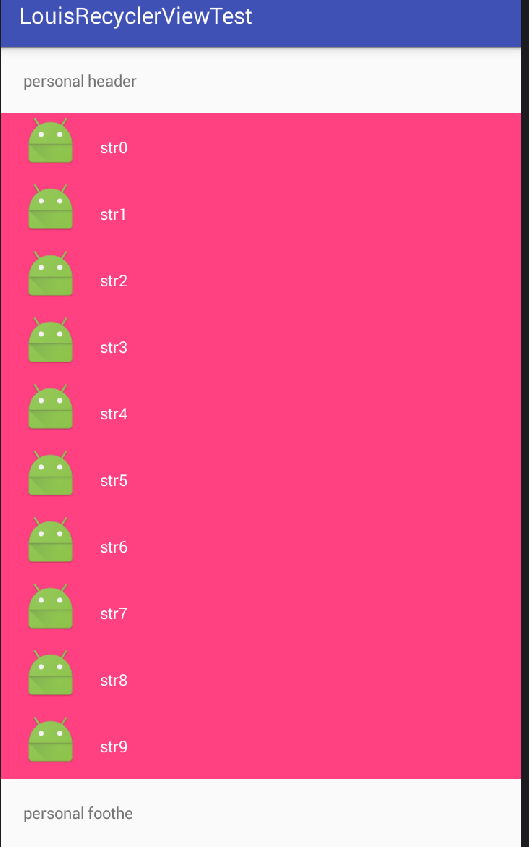 LouisRecyclerViewTest
personal header
str0
str1
str2
str3
str4
str5
str6
str7
str8
str9
personal foothe